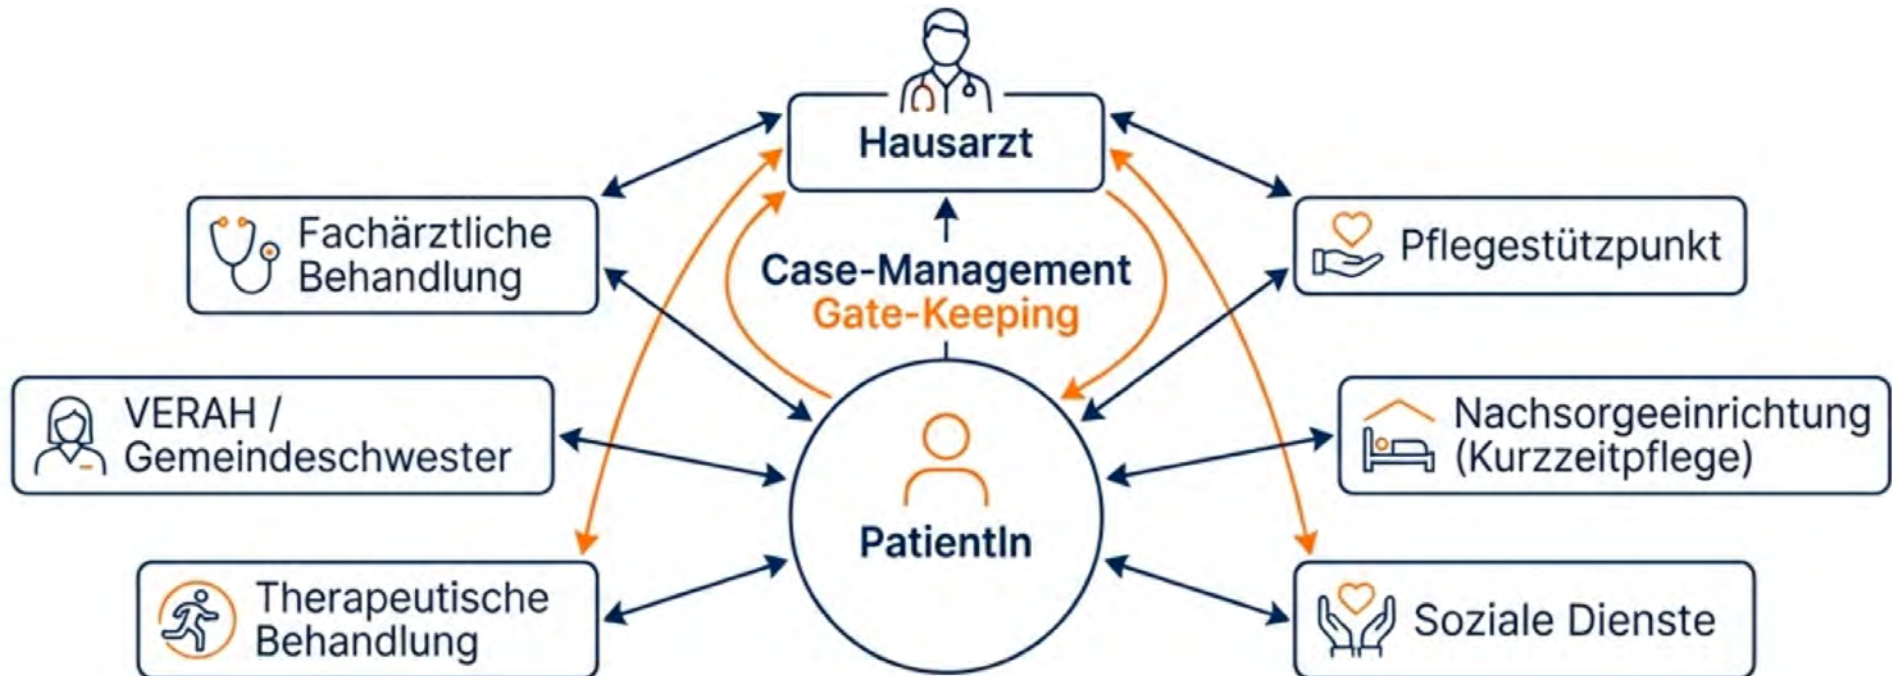 Hausarzt
Fachärztliche
Behandlung
Case-Management
Gate-Keeping
Pflegestützpunkt
VERAH /
Gemeindeschwester
Nachsorgeeinrichtung
(Kurzzeitpflege)
PatientIn
Therapeutische
Behandlung
Soziale Dienste